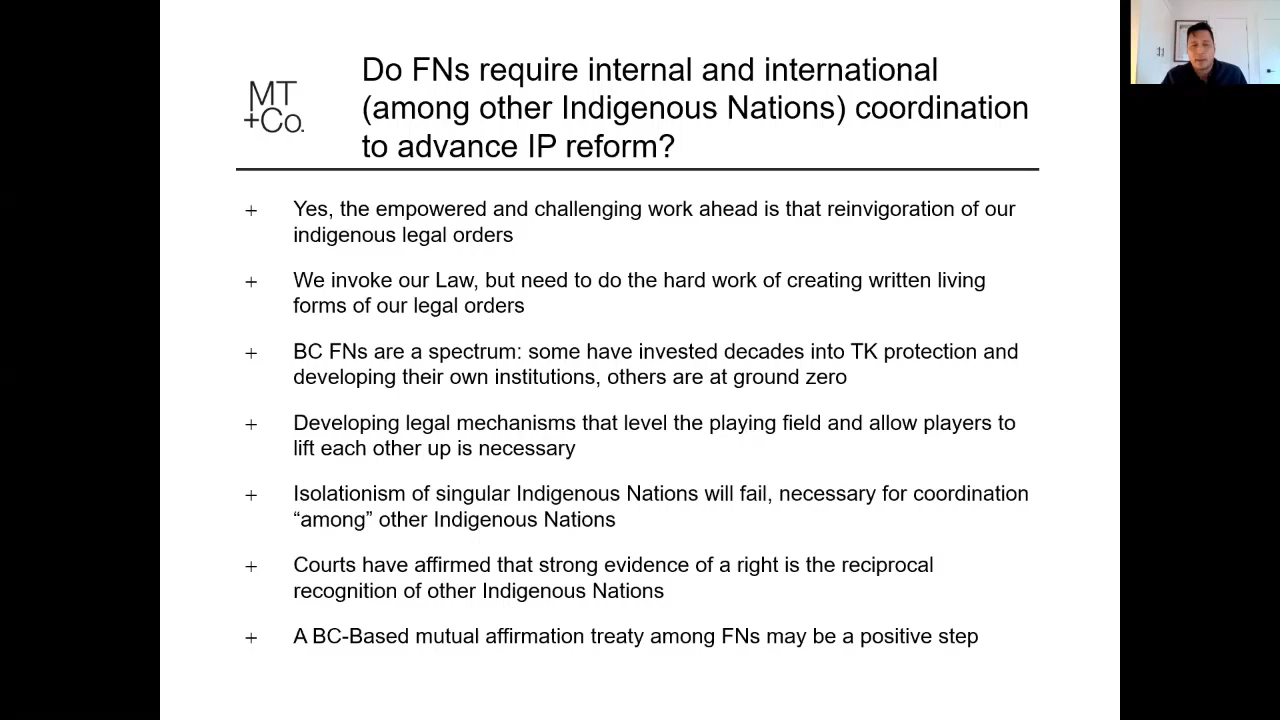 MT
+Co.
Do FNs require internal and international
(among other Indigenous Nations) coordination
to advance IP reform?
+ Yes, the empowered and challenging work ahead is that reinvigoration of our
indigenous legal orders
+ We invoke our Law, but need to do the hard work of creating written living
forms of our legal orders
+ BC FNs are a spectrum: some have invested decades into TK protection and
developing their own institutions, others are at ground zero
+ Developing legal mechanisms that level the playing field and allow players to
lift each other up is necessary
+ Isolationism of singular Indigenous Nations will fail, necessary for coordination
“among” other Indigenous Nations
+ Courts have affirmed that strong evidence of a right is the reciprocal
recognition of other Indigenous Nations
+ A BC-Based mutual affirmation treaty among FNs may be a positive step